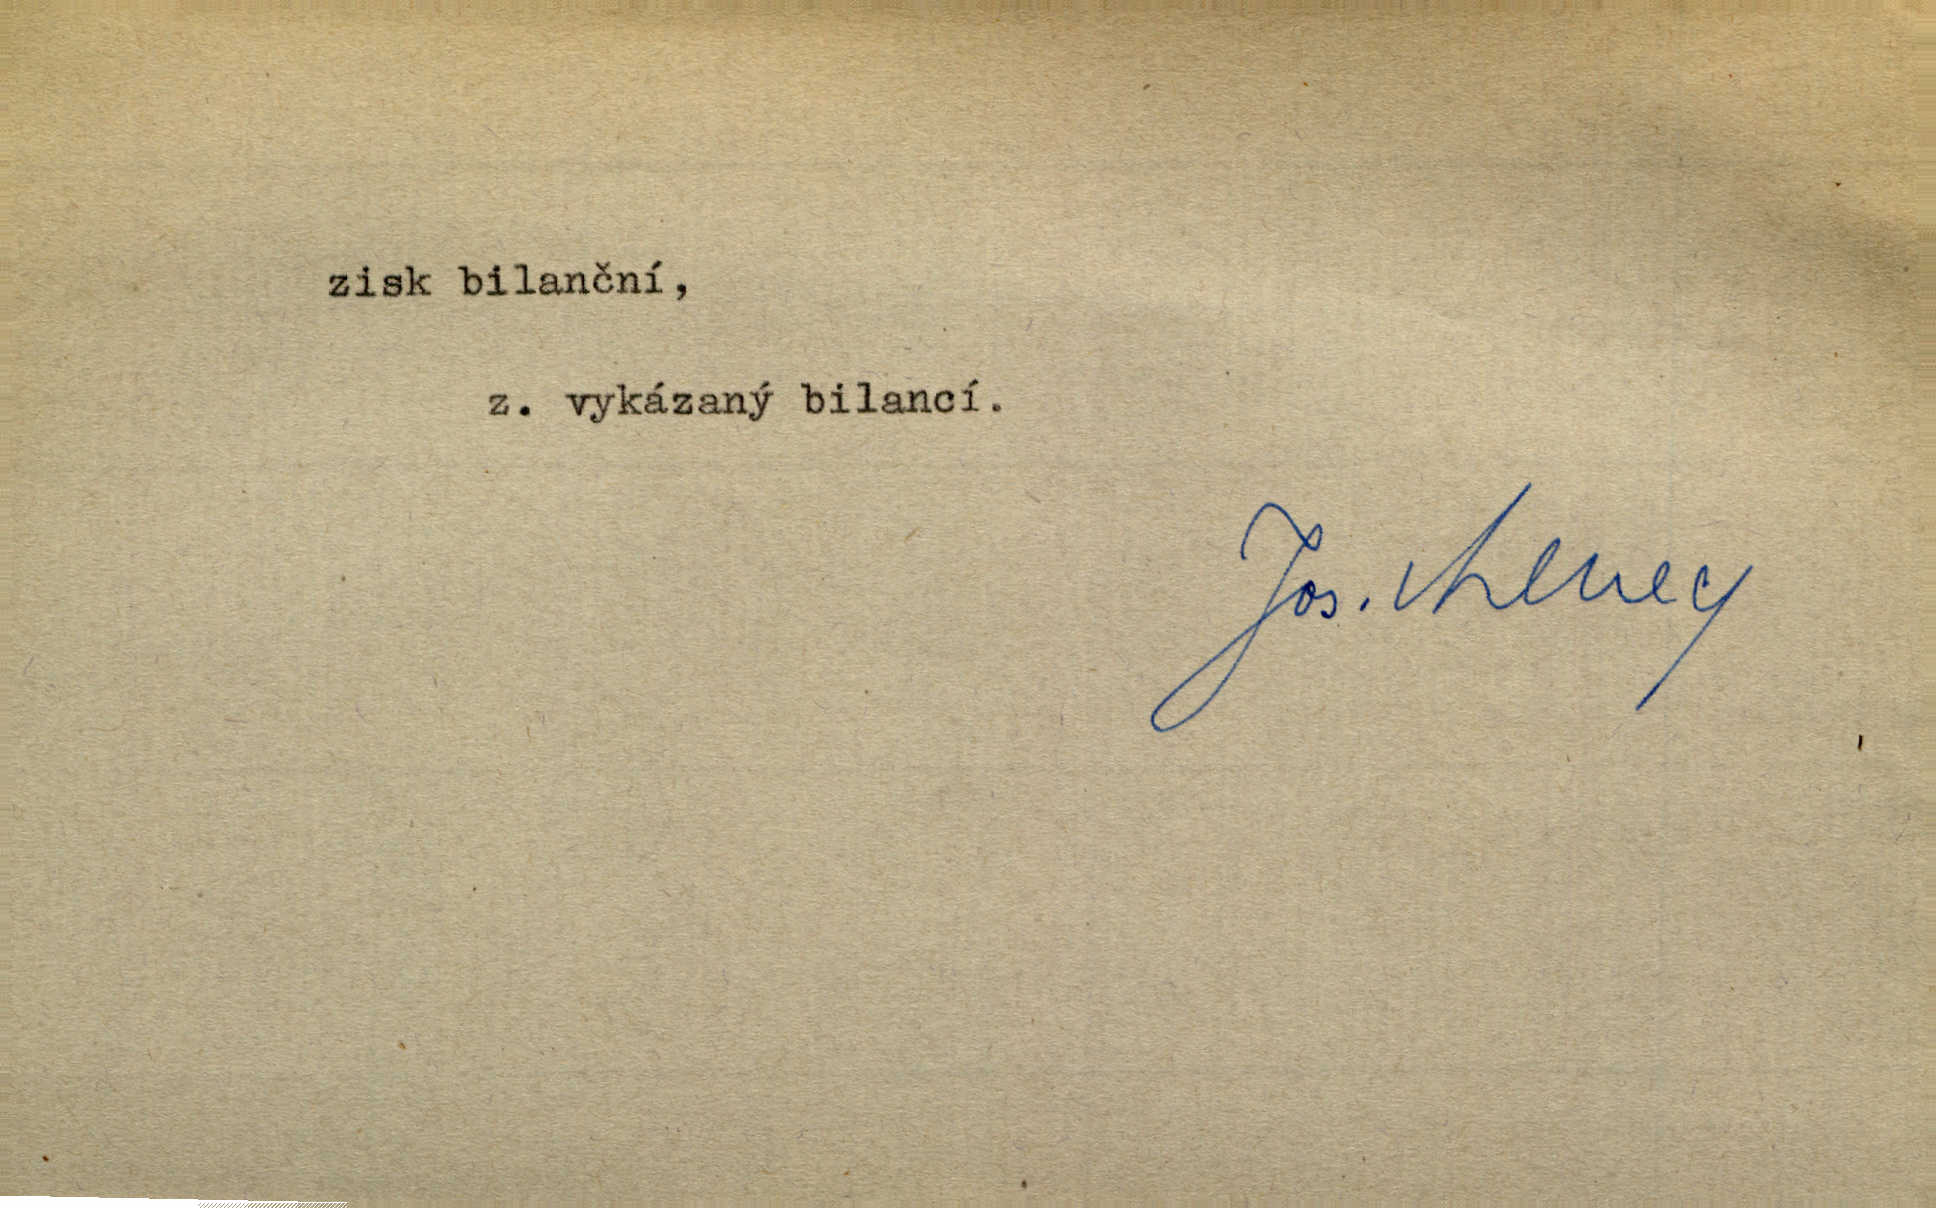 zisk bilanční,
z. vykázaný bilancí.
Jos.